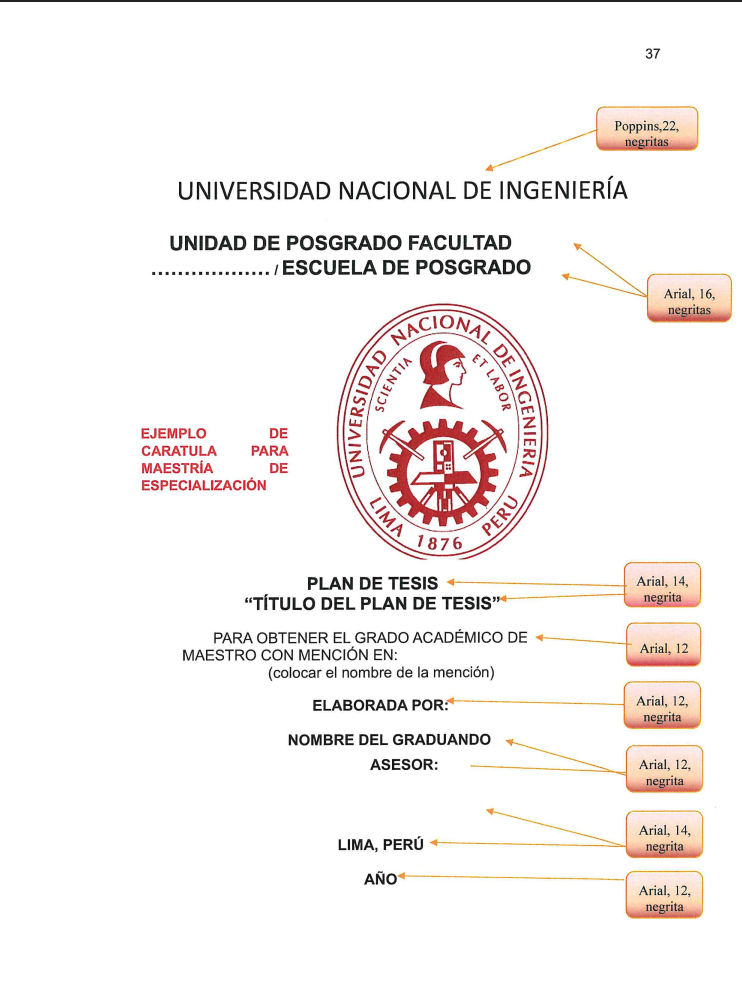 37
Poppins,22,
negritas
UNIVERSIDAD NACIONAL DE INGENIERÍA
UNIDAD DE POSGRADO FACULTAD
.................. / ESCUELA DE POSGRADO
Arial, 16,
negritas
UNIVERSIDAD NACIONAL DE INGENIERIA
SCIENTIA ET LABOR
LIMA 1876 PERU
EJEMPLO DE
CARATULA PARA
MAESTRÍA DE
ESPECIALIZACIÓN
PLAN DE TESIS
“TÍTULO DEL PLAN DE TESIS”
Arial, 14,
negrita
PARA OBTENER EL GRADO ACADÉMICO DE
MAESTRO CON MENCIÓN EN:
(colocar el nombre de la mención)
Arial, 12
ELABORADA POR:
Arial, 12,
negrita
NOMBRE DEL GRADUANDO
ASESOR:
Arial, 12,
negrita
LIMA, PERÚ
Arial, 14,
negrita
AÑO
Arial, 12,
negrita